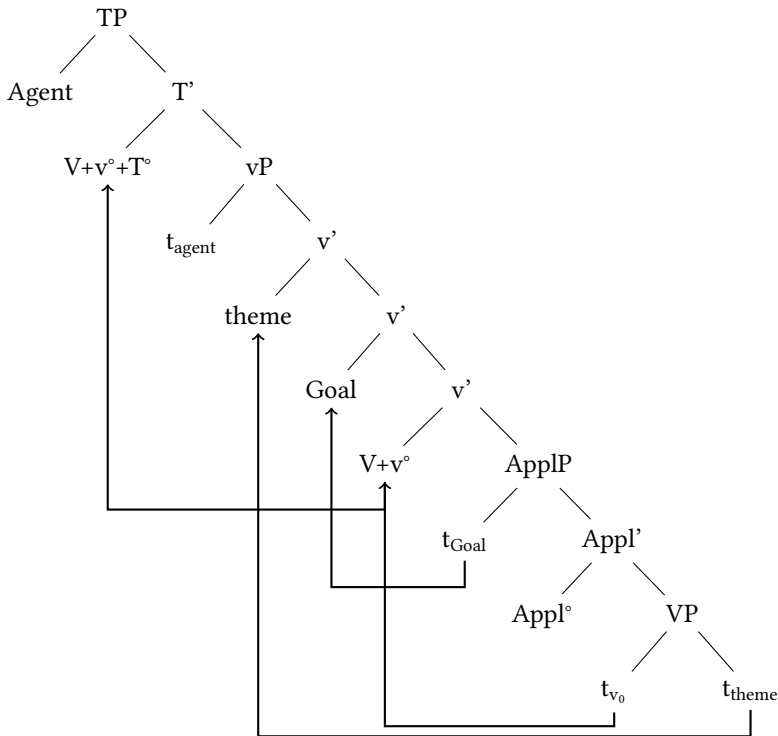 TP
Agent T’
V+v°+T° vP
t_agent v’
theme v’
Goal v’
V+v° ApplP
t_Goal Appl’
Appl° VP
t_v₀ t_theme